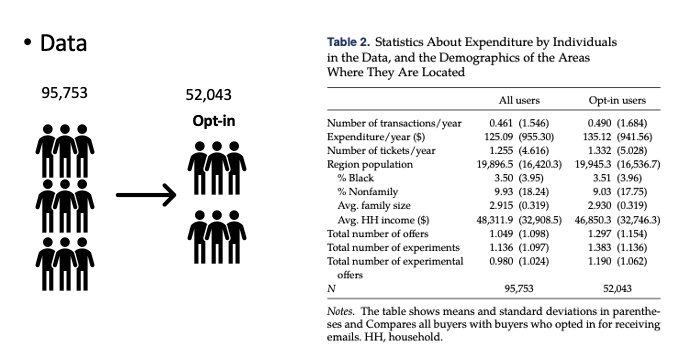 • Data
95,753
52,043
Opt-in
Table 2. Statistics About Expenditure by Individuals
in the Data, and the Demographics of the Areas
Where They Are Located
All users Opt-in users
Number of transactions/year 0.461 (1.546) 0.490 (1.684)
Expenditure/year ($) 125.09 (955.30) 135.12 (941.56)
Number of tickets/year 1.255 (4.616) 1.332 (5.028)
Region population 19,896.5 (16,420.3) 19,945.3 (16,536.7)
% Black 3.50 (3.95) 3.51 (3.96)
% Nonfamily 9.93 (18.24) 9.03 (17.75)
Avg. family size 2.915 (0.319) 2.930 (0.319)
Avg. HH income ($) 48,311.9 (32,908.5) 46,850.3 (32,746.3)
Total number of offers 1.049 (1.098) 1.297 (1.154)
Total number of experiments 1.136 (1.097) 1.383 (1.136)
Total number of experimental 0.980 (1.024) 1.190 (1.062)
offers
N 95,753 52,043
Notes. The table shows means and standard deviations in parenthe-
ses and Compares all buyers with buyers who opted in for receiving
emails. HH, household.